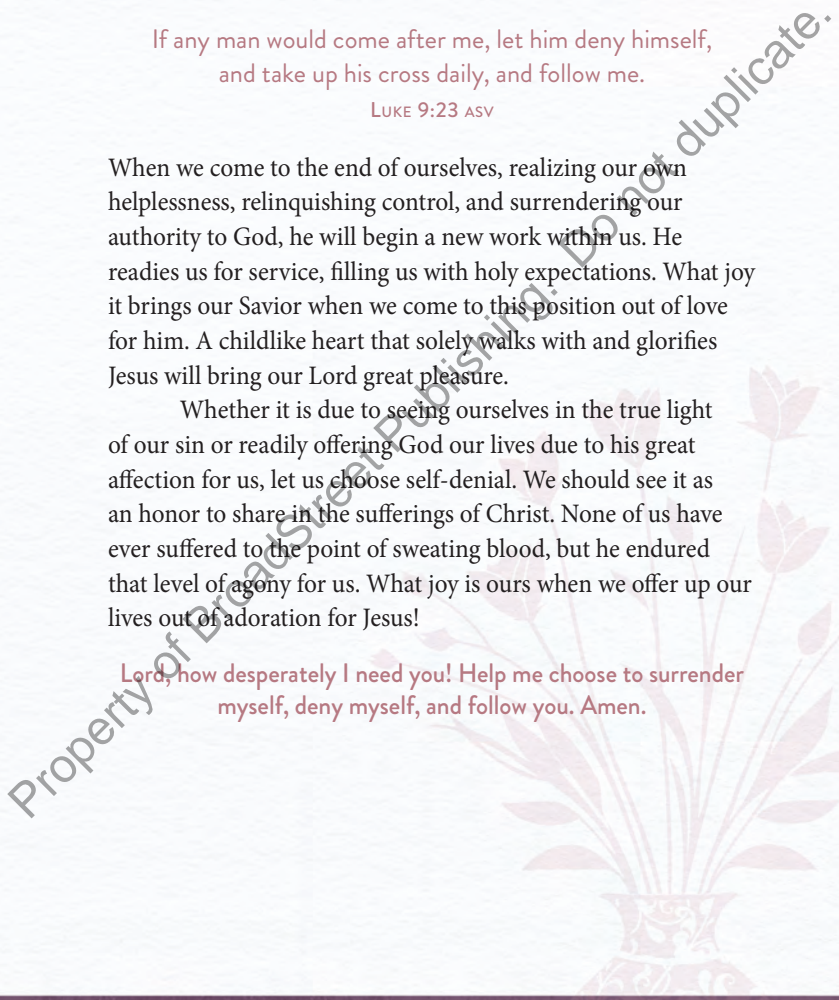 If any man would come after me, let him deny himself,
and take up his cross daily, and follow me.
Luke 9:23 ASV
When we come to the end of ourselves, realizing our own
helplessness, relinquishing control, and surrendering our
authority to God, he will begin a new work within us. He
readies us for service, filling us with holy expectations. What joy
it brings our Savior when we come to this position out of love
for him. A childlike heart that solely walks with and glorifies
Jesus will bring our Lord great pleasure.
Whether it is due to seeing ourselves in the true light
of our sin or readily offering God our lives due to his great
affection for us, let us choose self-denial. We should see it as
an honor to share in the sufferings of Christ. None of us have
ever suffered to the point of sweating blood, but he endured
that level of agony for us. What joy is ours when we offer up our
lives out of adoration for Jesus!
Lord, how desperately I need you! Help me choose to surrender
myself, deny myself, and follow you. Amen.
Property of BroadStreet Publishing. Do not duplicate.